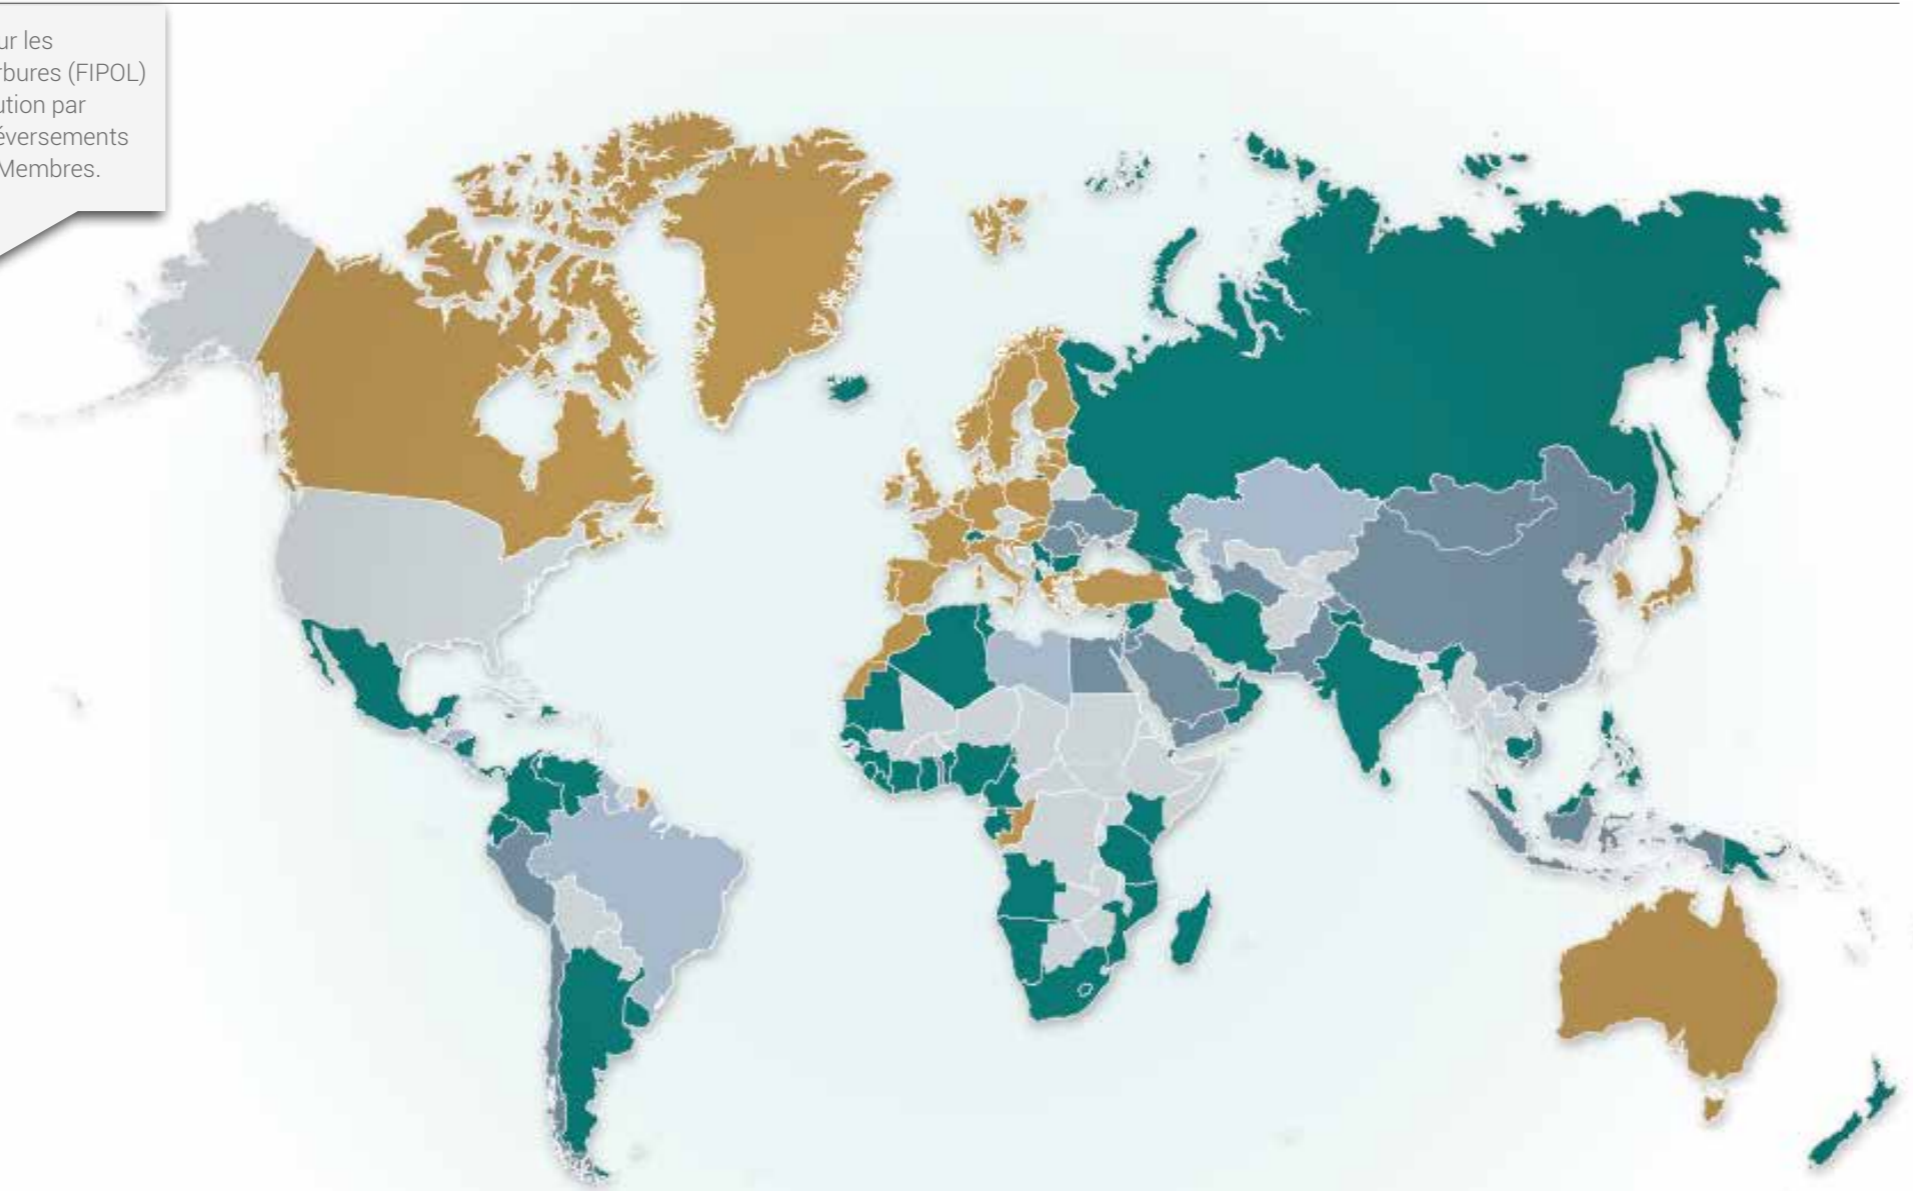 ur les
rbures (FIPOL)
ution par
éversements
Membres.